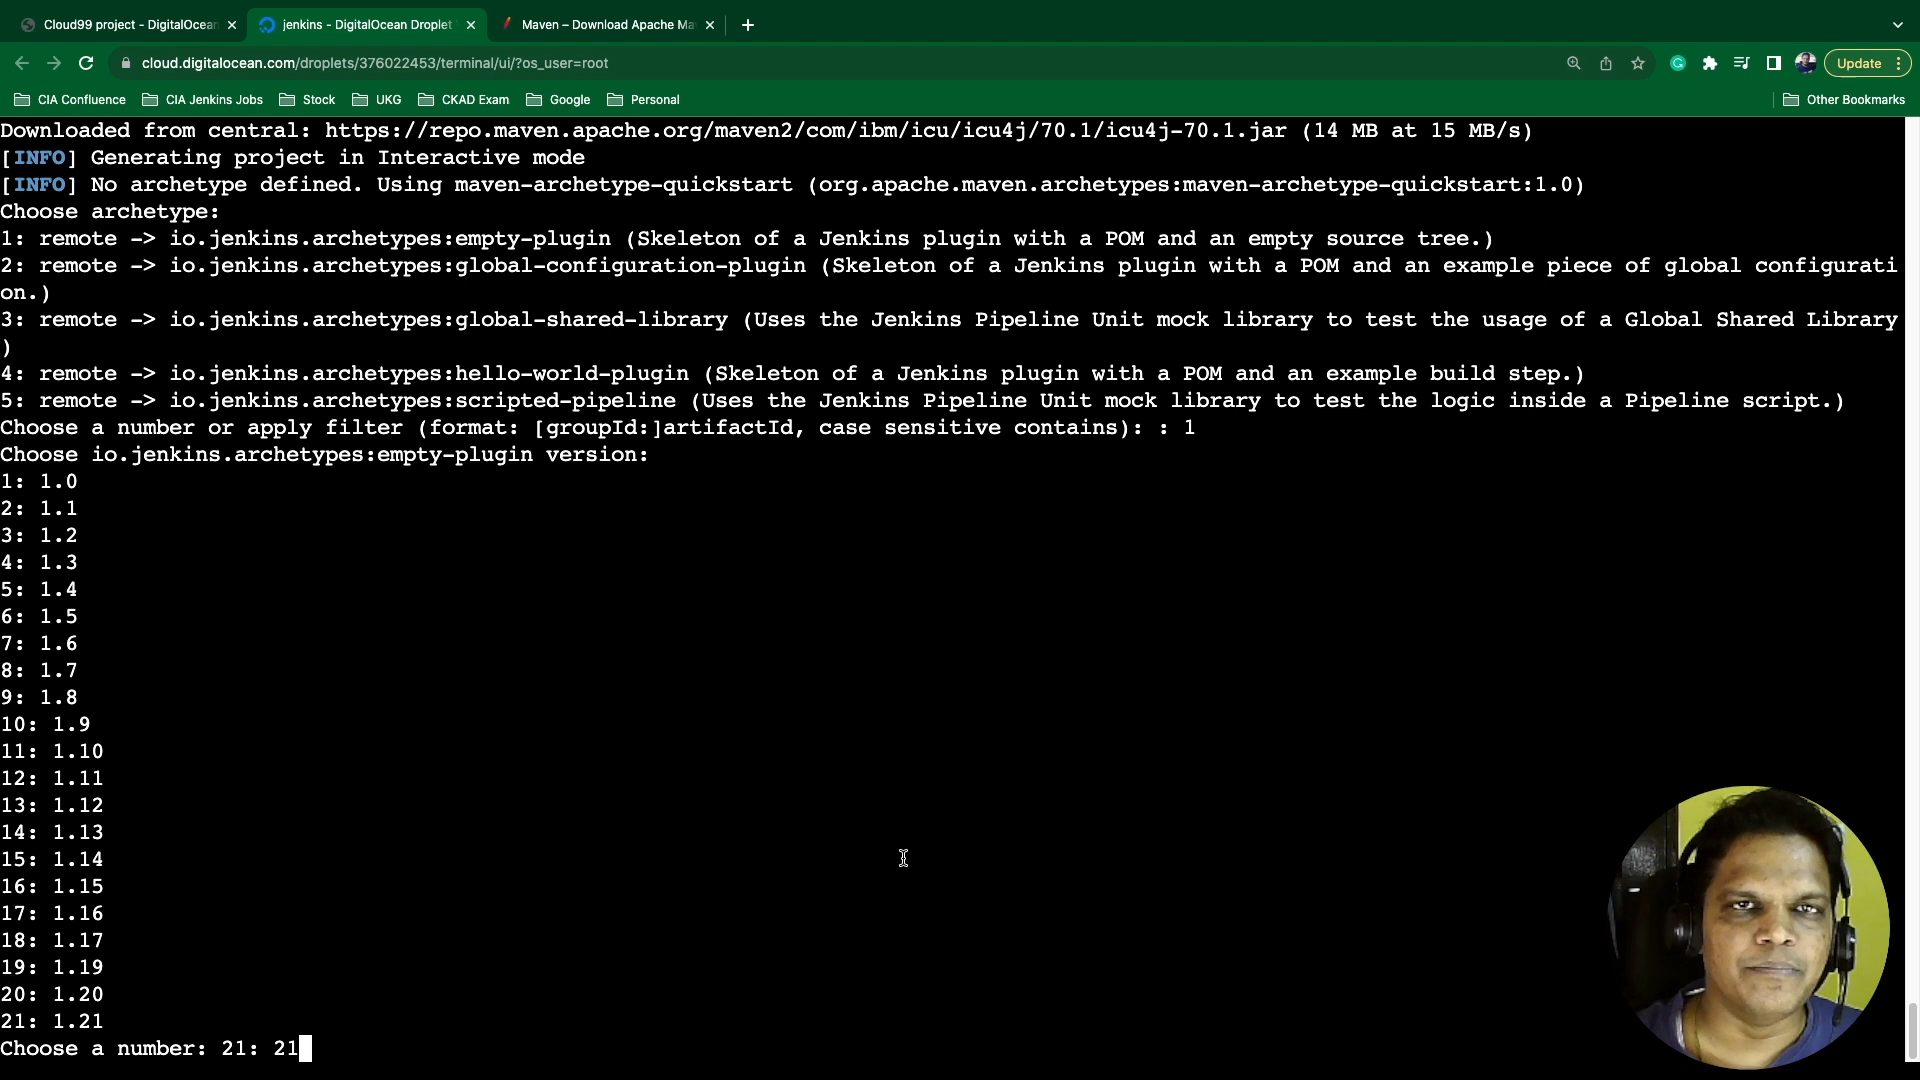 Cloud99 project - DigitalOcean
jenkins - DigitalOcean Droplet
Maven – Download Apache Ma
cloud.digitalocean.com/droplets/376022453/terminal/ui/?os_user=root
Update
CIA Confluence
CIA Jenkins Jobs
Stock
UKG
CKAD Exam
Google
Personal
Other Bookmarks
Downloaded from central: https://repo.maven.apache.org/maven2/com/ibm/icu/icu4j/70.1/icu4j-70.1.jar (14 MB at 15 MB/s)
[INFO] Generating project in Interactive mode
[INFO] No archetype defined. Using maven-archetype-quickstart (org.apache.maven.archetypes:maven-archetype-quickstart:1.0)
Choose archetype:
1: remote -> io.jenkins.archetypes:empty-plugin (Skeleton of a Jenkins plugin with a POM and an empty source tree.)
2: remote -> io.jenkins.archetypes:global-configuration-plugin (Skeleton of a Jenkins plugin with a POM and an example piece of global configurati
on.)
3: remote -> io.jenkins.archetypes:global-shared-library (Uses the Jenkins Pipeline Unit mock library to test the usage of a Global Shared Library
)
4: remote -> io.jenkins.archetypes:hello-world-plugin (Skeleton of a Jenkins plugin with a POM and an example build step.)
5: remote -> io.jenkins.archetypes:scripted-pipeline (Uses the Jenkins Pipeline Unit mock library to test the logic inside a Pipeline script.)
Choose a number or apply filter (format: [groupId:]artifactId, case sensitive contains): : 1
Choose io.jenkins.archetypes:empty-plugin version:
1: 1.0
2: 1.1
3: 1.2
4: 1.3
5: 1.4
6: 1.5
7: 1.6
8: 1.7
9: 1.8
10: 1.9
11: 1.10
12: 1.11
13: 1.12
14: 1.13
15: 1.14
16: 1.15
17: 1.16
18: 1.17
19: 1.19
20: 1.20
21: 1.21
Choose a number: 21: 21